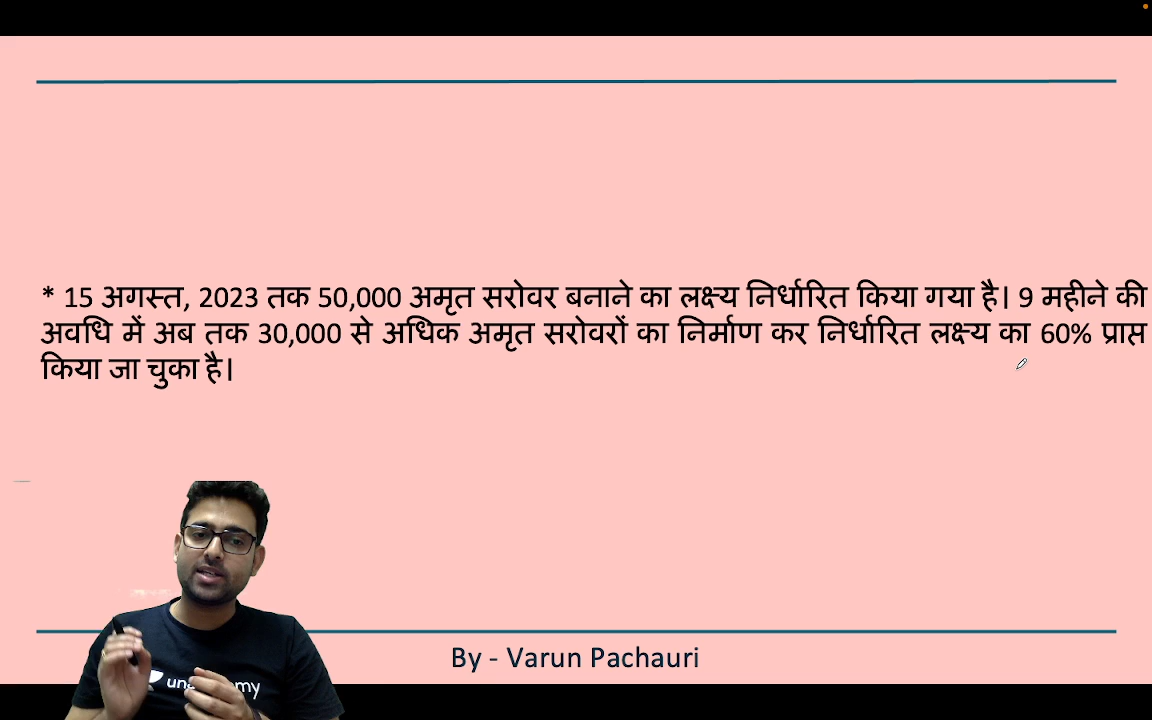 * 15 अगस्त, 2023 तक 50,000 अमृत सरोवर बनाने का लक्ष्य निर्धारित किया गया है। 9 महीने की
अवधि में अब तक 30,000 से अधिक अमृत सरोवरों का निर्माण कर निर्धारित लक्ष्य का 60% प्राप्त
किया जा चुका है।
By - Varun Pachauri